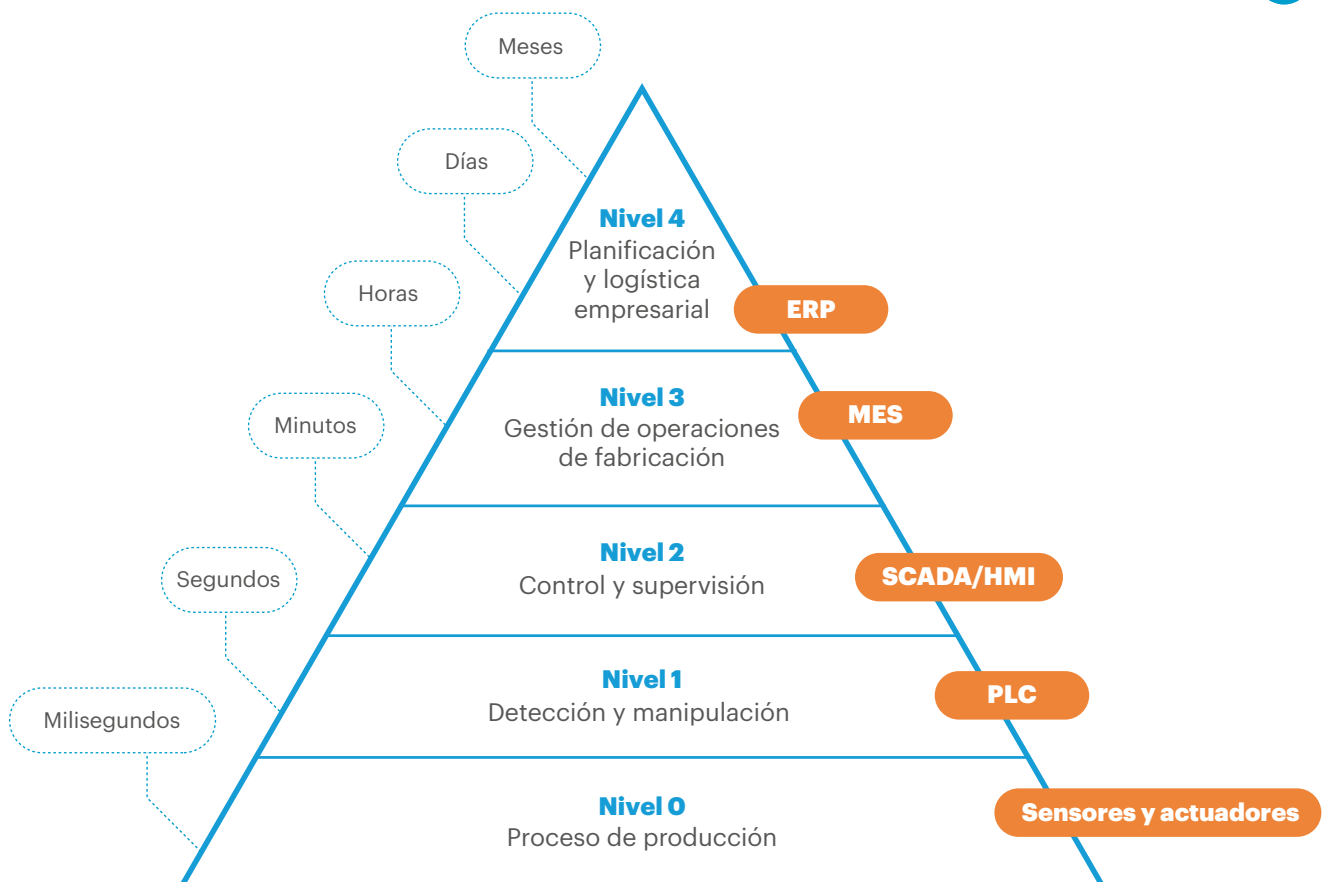 Meses
Días
Nivel 4
Planificación
y logística
empresarial
Horas
ERP
Nivel 3
Gestión de operaciones
de fabricación
MES
Minutos
Nivel 2
Control y supervisión
SCADA/HMI
Segundos
Nivel 1
Detección y manipulación
PLC
Milisegundos
Nivel 0
Proceso de producción
Sensores y actuadores